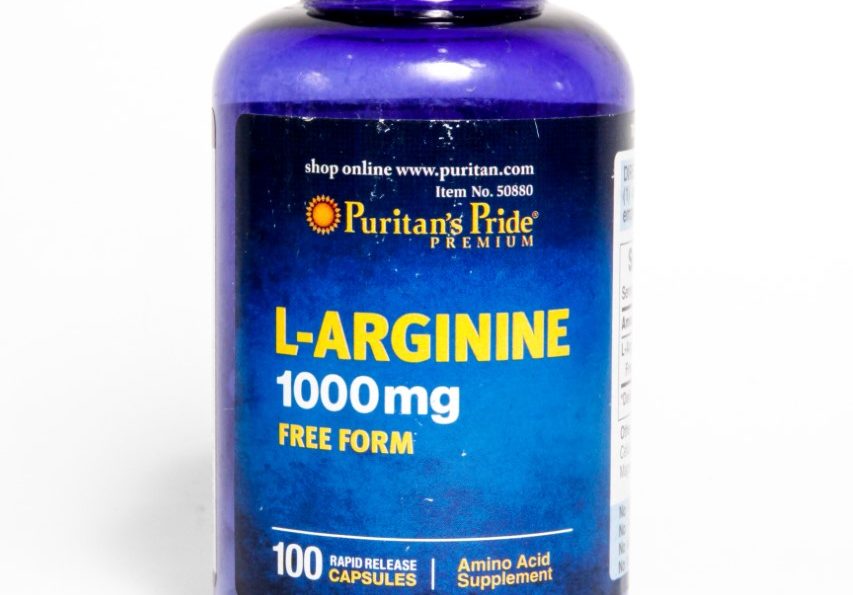 shop online www.puritan.com
Item No. 50880
Puritan's Pride®
PREMIUM
L-ARGININE
1000mg
FREE FORM
100 RAPID RELEASE CAPSULES | Amino Acid Supplement